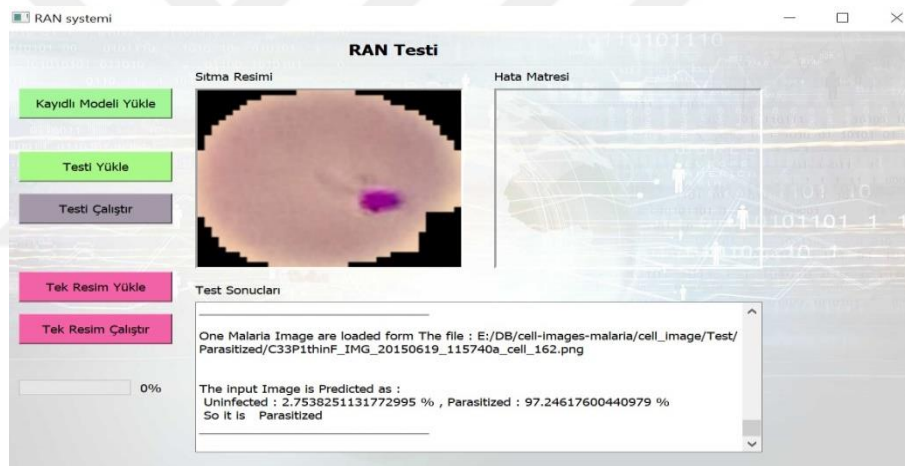 RAN systemi
RAN Testi
Sıtma Resimi
Hata Matresi
Kayıdlı Modeli Yükle
Testi Yükle
Testi Çalıştır
Tek Resim Yükle
Tek Resim Çalıştır
0%
Test Sonucları
One Malaria Image are loaded form The file : E:/DB/cell-images-malaria/cell_image/Test/
Parasitized/C33P1thinF_IMG_20150619_115740a_cell_162.png
The input Image is Predicted as :
Uninfected : 2.7538251131772995 % , Parasitized : 97.24617600440979 %
So it is Parasitized